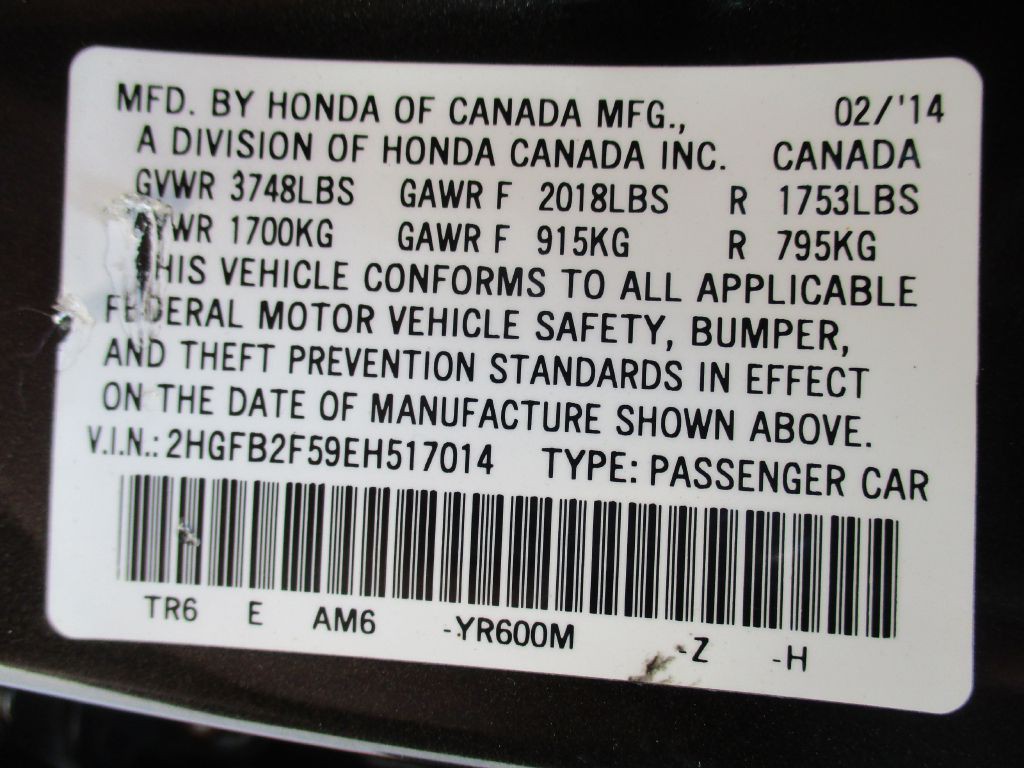 MFD. BY HONDA OF CANADA MFG., 02/'14
A DIVISION OF HONDA CANADA INC. CANADA
GVWR 3748LBS GAWR F 2018LBS R 1753LBS
VWR 1700KG GAWR F 915KG R 795KG
HIS VEHICLE CONFORMS TO ALL APPLICABLE
FEDERAL MOTOR VEHICLE SAFETY, BUMPER,
AND THEFT PREVENTION STANDARDS IN EFFECT
ON THE DATE OF MANUFACTURE SHOWN ABOVE.
V.I.N.: 2HGFB2F59EH517014 TYPE: PASSENGER CAR
TR6 E AM6 -YR600M -Z -H